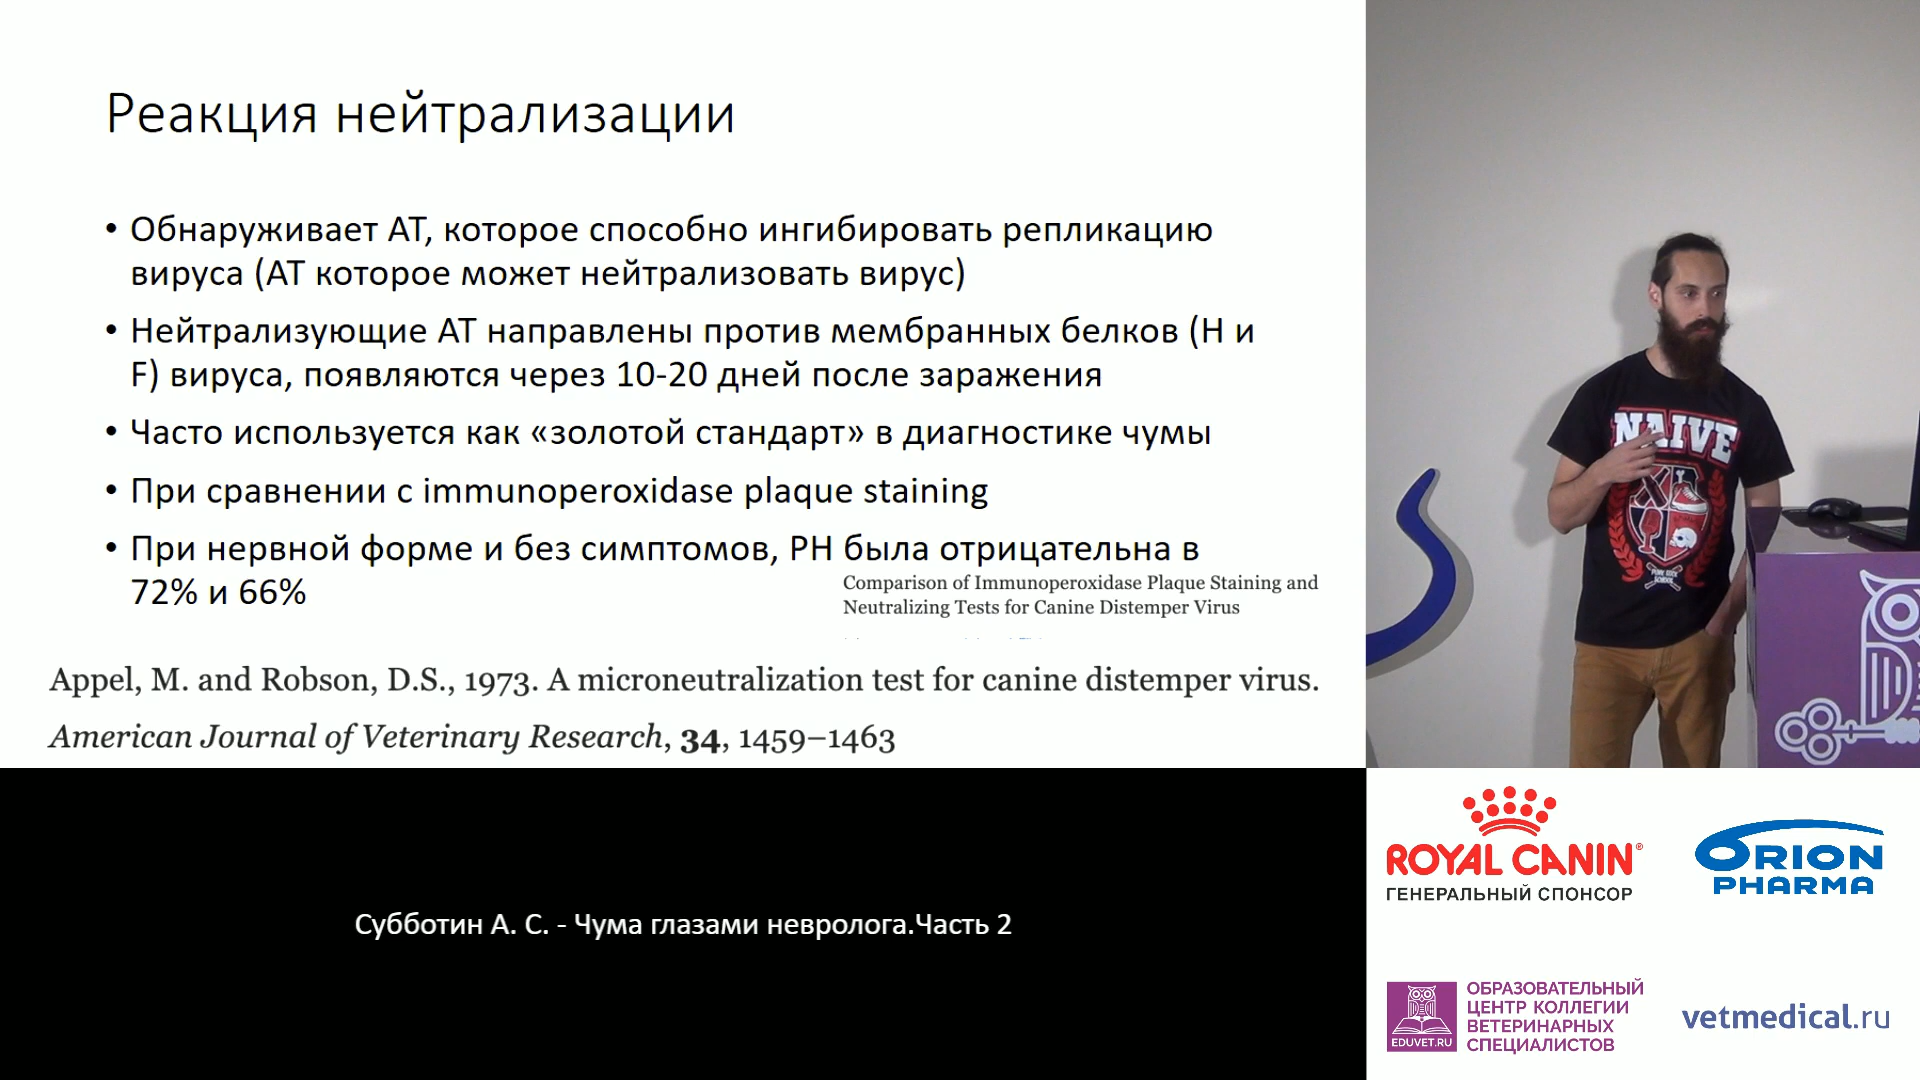 Реакция нейтрализации
• Обнаруживает АТ, которое способно ингибировать репликацию
вируса (АТ которое может нейтрализовать вирус)
• Нейтрализующие АТ направлены против мембранных белков (Н и
F) вируса, появляются через 10-20 дней после заражения
• Часто используется как «золотой стандарт» в диагностике чумы
• При сравнении с immunoperoxidase plaque staining
• При нервной форме и без симптомов, РН была отрицательна в
72% и 66%
Comparison of Immunoperoxidase Plaque Staining and
Neutralizing Tests for Canine Distemper Virus
Appel, M. and Robson, D.S., 1973. A microneutralization test for canine distemper virus.
American Journal of Veterinary Research, 34, 1459–1463
NAIVE
PUNK ROCK
SCHOOL
Субботин А. С. - Чума глазами невролога.Часть 2
ROYAL CANIN®
ГЕНЕРАЛЬНЫЙ СПОНСОР
ORION
PHARMA
EDUVET.RU
ОБРАЗОВАТЕЛЬНЫЙ
ЦЕНТР КОЛЛЕГИИ
ВЕТЕРИНАРНЫХ
СПЕЦИАЛИСТОВ
vetmedical.ru